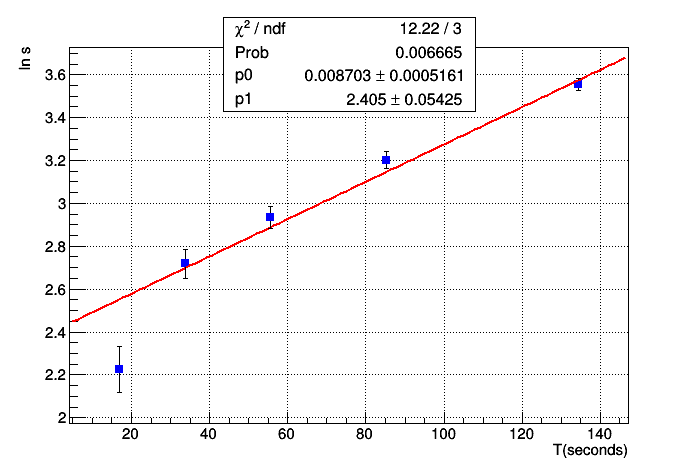 χ² / ndf 12.22 / 3
Prob 0.006665
p0 0.008703 ± 0.0005161
p1 2.405 ± 0.05425
ln s
3.6
3.4
3.2
3
2.8
2.6
2.4
2.2
2
20 40 60 80 100 120 140
T(seconds)